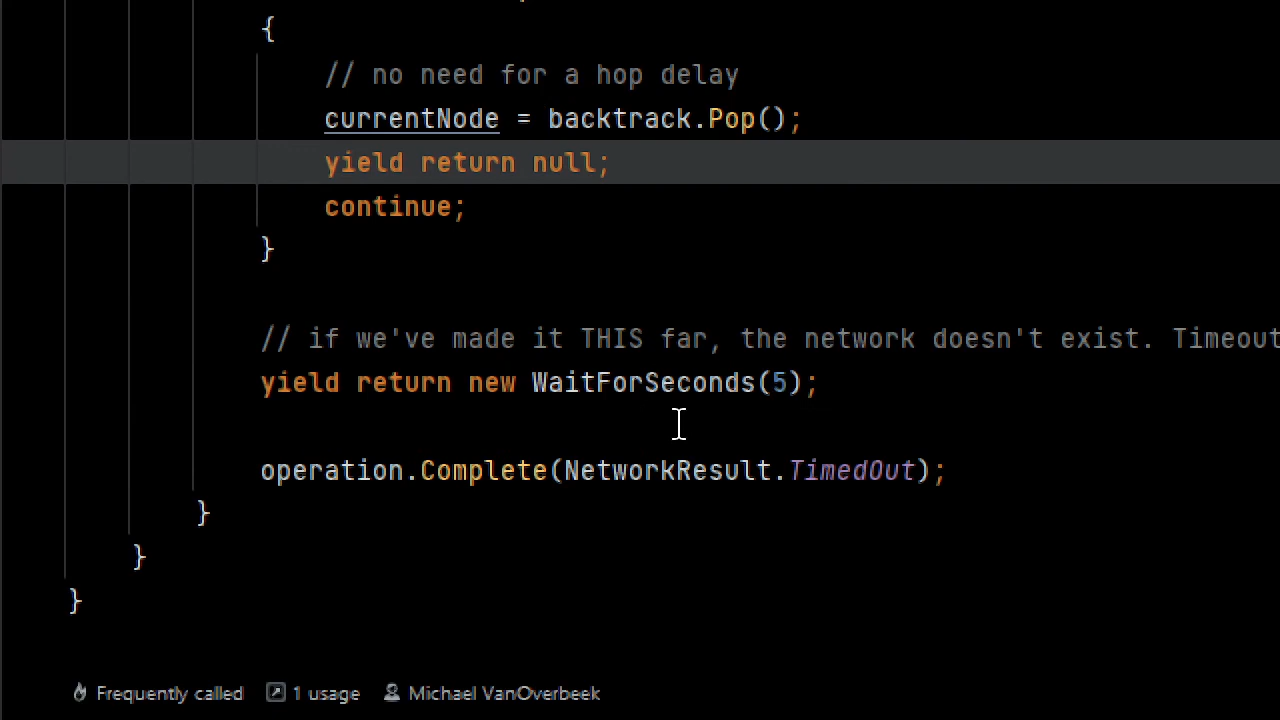 {
// no need for a hop delay
currentNode = backtrack.Pop();
yield return null;
continue;
}
// if we've made it THIS far, the network doesn't exist. Timeout
yield return new WaitForSeconds(5);
operation.Complete(NetworkResult.TimedOut);
}
}
}
Frequently called 1 usage Michael VanOverbeek